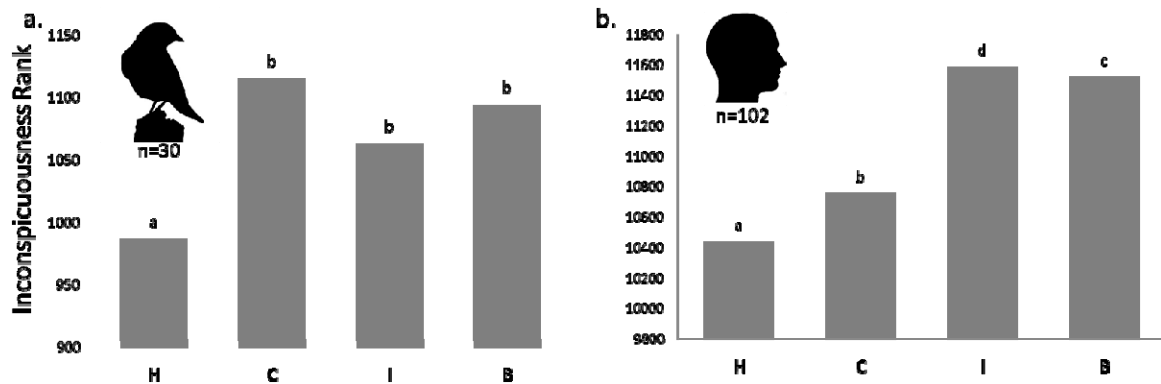 a.
Inconspicuousness Rank
1150
1100
1050
1000
950
900
n=30
a
b
b
b
H
C
I
B
b.
11800
11600
11400
11200
11000
10800
10600
10400
10200
10000
9800
n=102
a
b
d
c
H
C
I
B